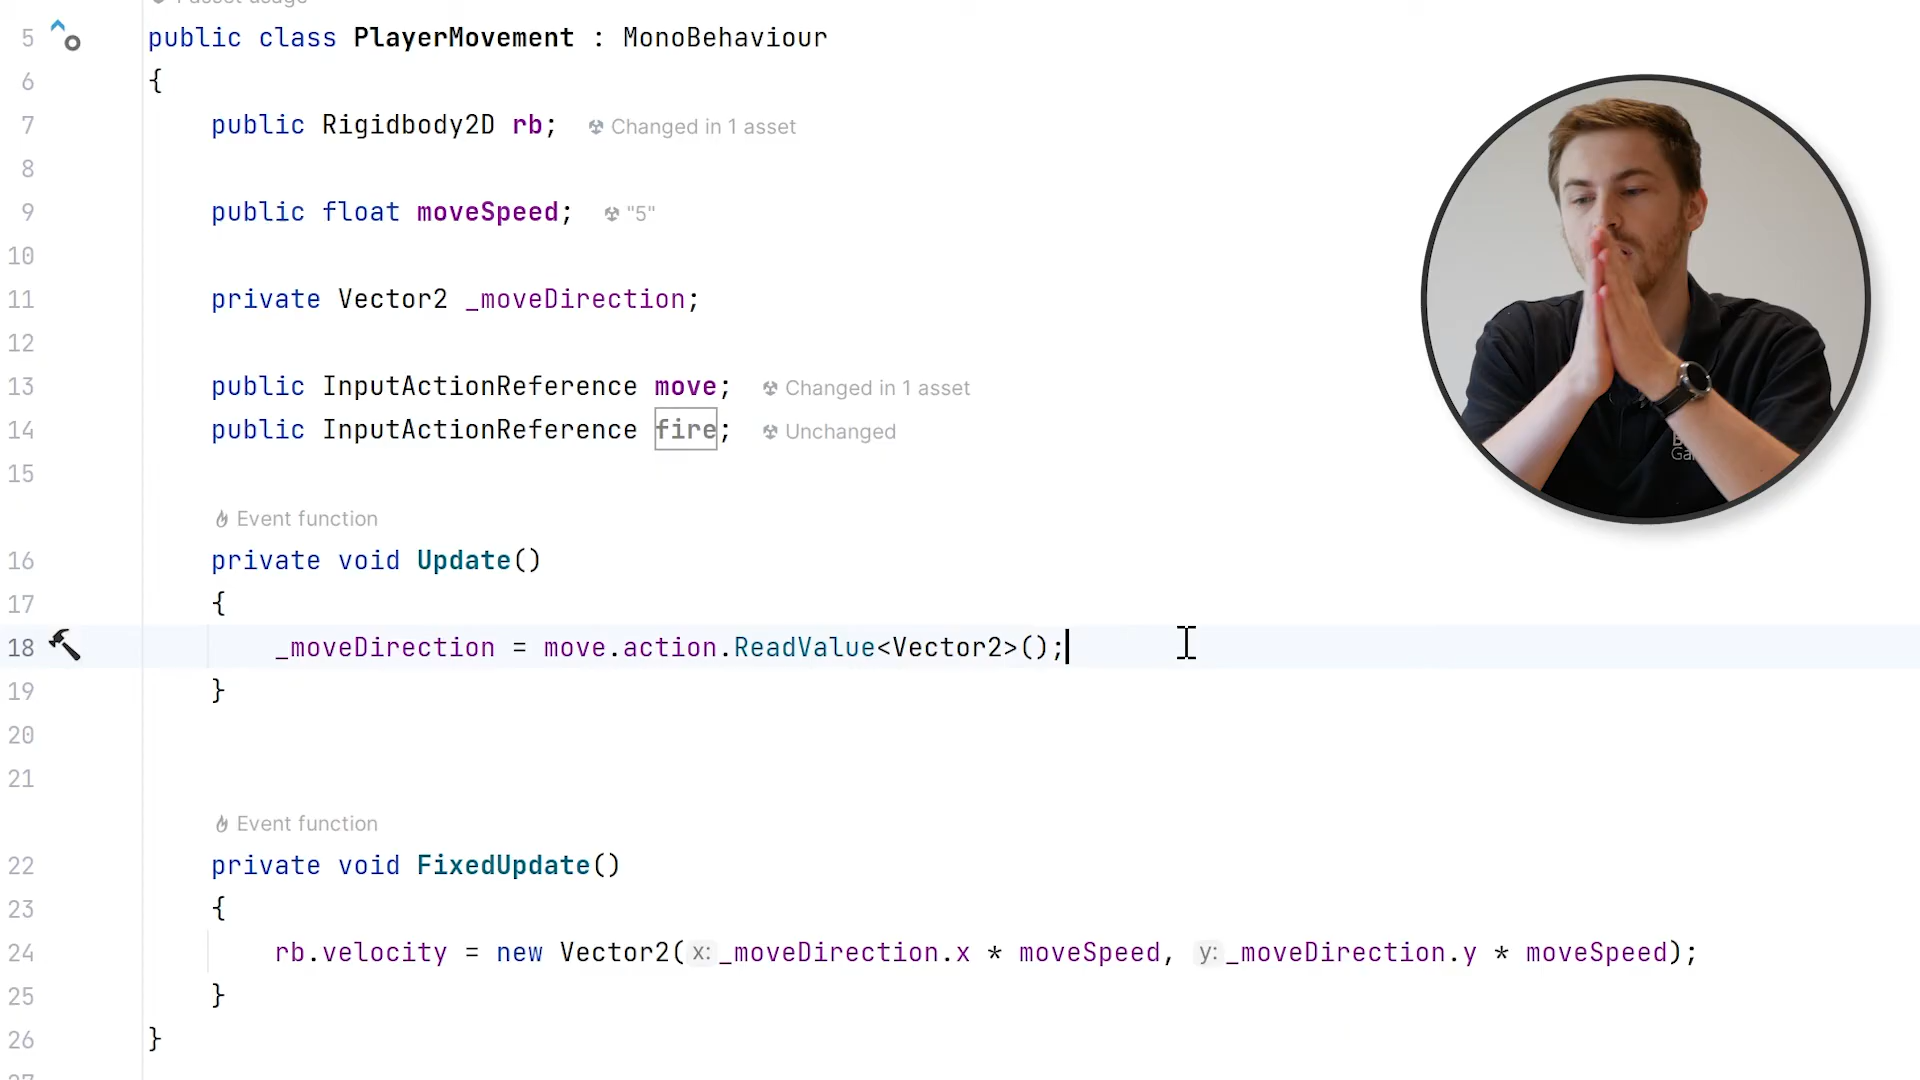 5 public class PlayerMovement : MonoBehaviour
6 {
7 public Rigidbody2D rb; Changed in 1 asset
8
9 public float moveSpeed; "5"
10
11 private Vector2 _moveDirection;
12
13 public InputActionReference move; Changed in 1 asset
14 public InputActionReference fire; Unchanged
15
Event function
16 private void Update()
17 {
18 _moveDirection = move.action.ReadValue<Vector2>();
19 }
20
21
Event function
22 private void FixedUpdate()
23 {
24 rb.velocity = new Vector2( x: _moveDirection.x * moveSpeed, y: _moveDirection.y * moveSpeed);
25 }
26 }